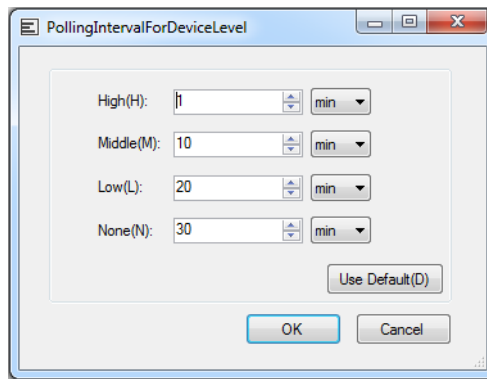 PollingIntervalForDeviceLevel
High(H): 1 min
Middle(M): 10 min
Low(L): 20 min
None(N): 30 min
Use Default(D)
OK Cancel